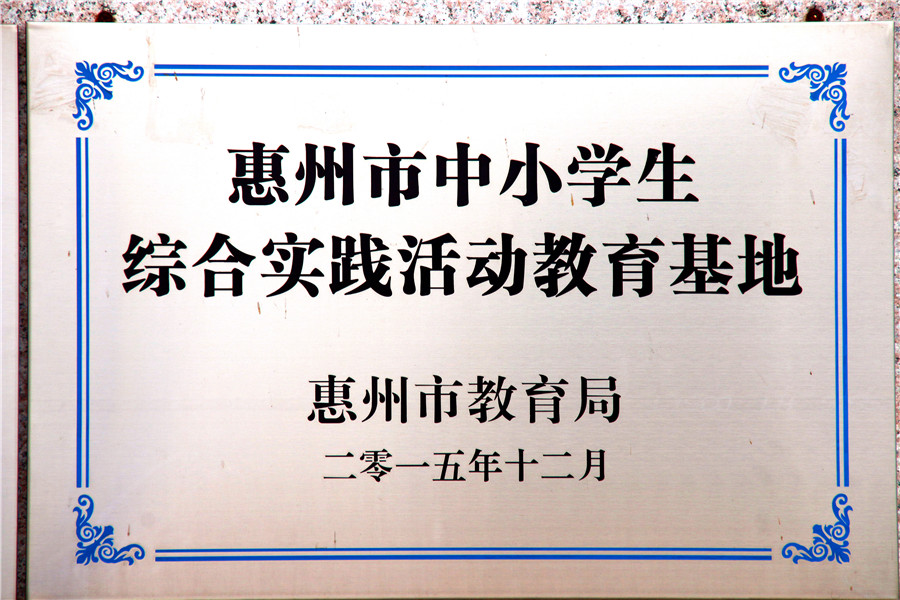 惠州市中小学生
综合实践活动教育基地
惠州市教育局
二零一五年十二月